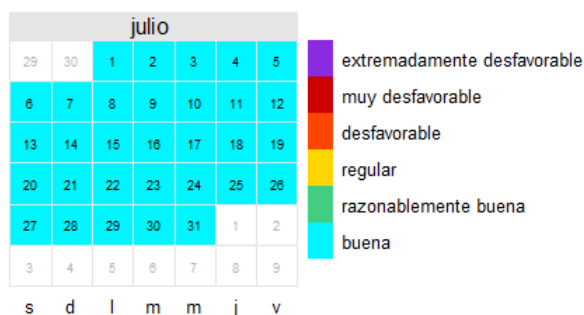 julio
29 30 1 2 3 4 5
6 7 8 9 10 11 12
13 14 15 16 17 18 19
20 21 22 23 24 25 26
27 28 29 30 31 1 2
3 4 5 6 7 8 9
s d l m m j v
extremadamente desfavorable
muy desfavorable
desfavorable
regular
razonablemente buena
buena